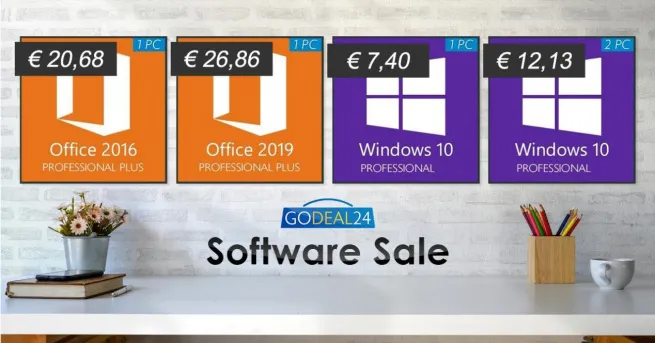 1 PC
€ 20,68
Office 2016
PROFESSIONAL PLUS
1 PC
€ 26,86
Office 2019
PROFESSIONAL PLUS
1 PC
€ 7,40
Windows 10
PROFESSIONAL
2 PC
€ 12,13
Windows 10
PROFESSIONAL
GODEAL24
Software Sale